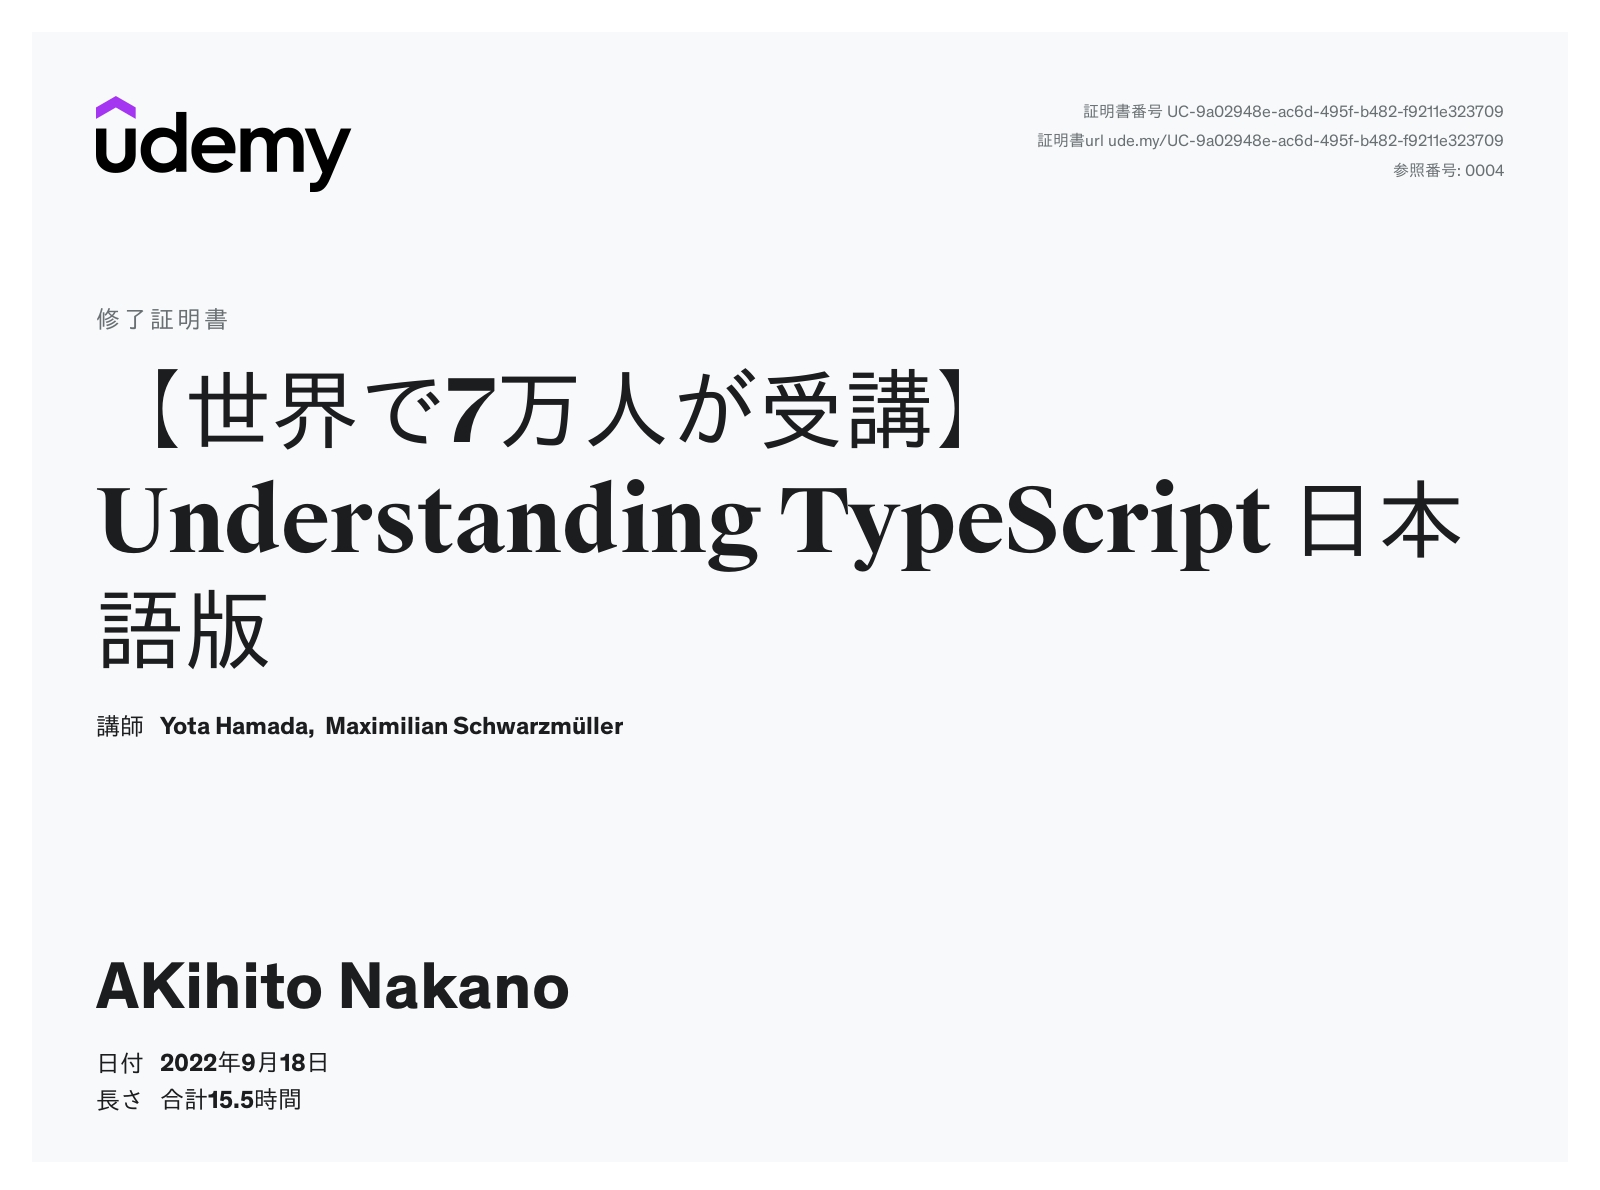 udemy
証明書番号 UC-9a02948e-ac6d-495f-b482-f9211e323709
証明書url ude.my/UC-9a02948e-ac6d-495f-b482-f9211e323709
参照番号: 0004
修了証明書
【世界で7万人が受講】
Understanding TypeScript 日本
語版
講師 Yota Hamada, Maximilian Schwarzmüller
AKihito Nakano
日付 2022年9月18日
長さ 合計15.5時間